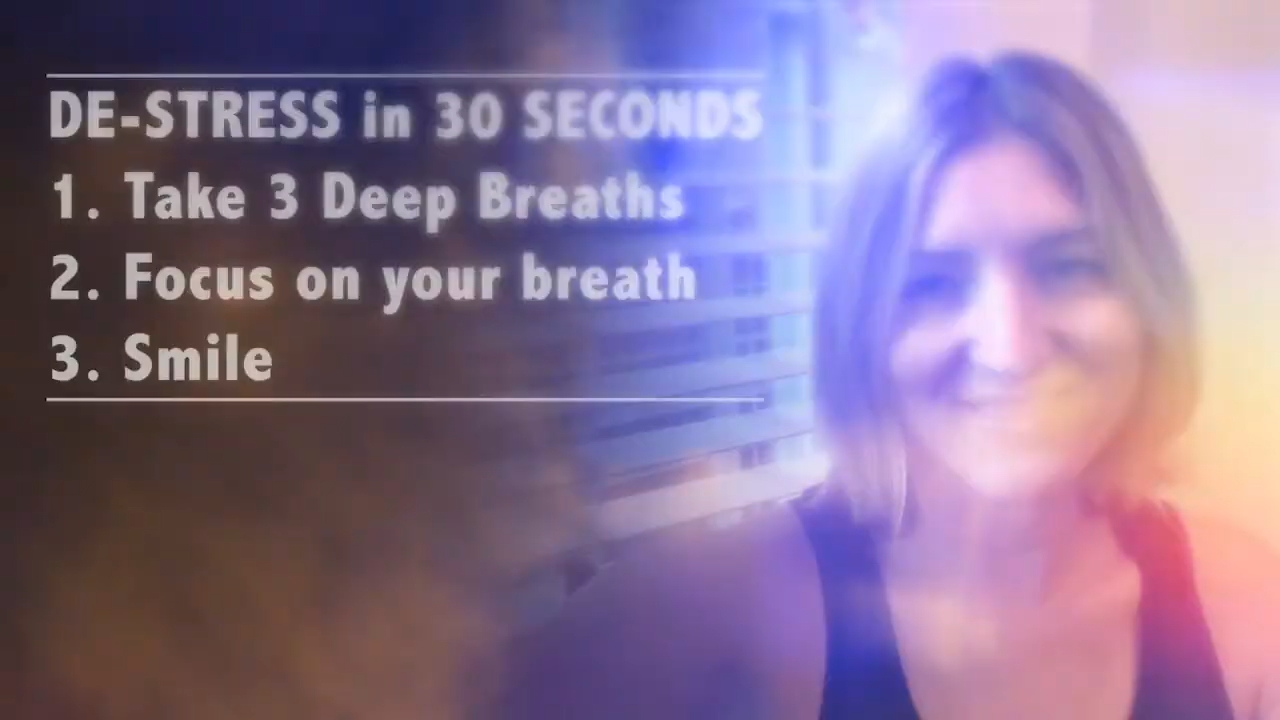 DE-STRESS in 30 SECONDS
1. Take 3 Deep Breaths
2. Focus on your breath
3. Smile